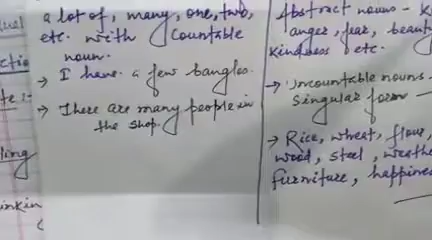 a lot of, many, one, two,
etc. with Countable
noun.
→ I have a few bangles.
→ There are many people in
the shop.
Abstract nouns -
anger, fear,
kindness etc.
→ Uncountable nouns -
Singular form -
→ Rice, wheat, flour,
wood, steel,
furniture,